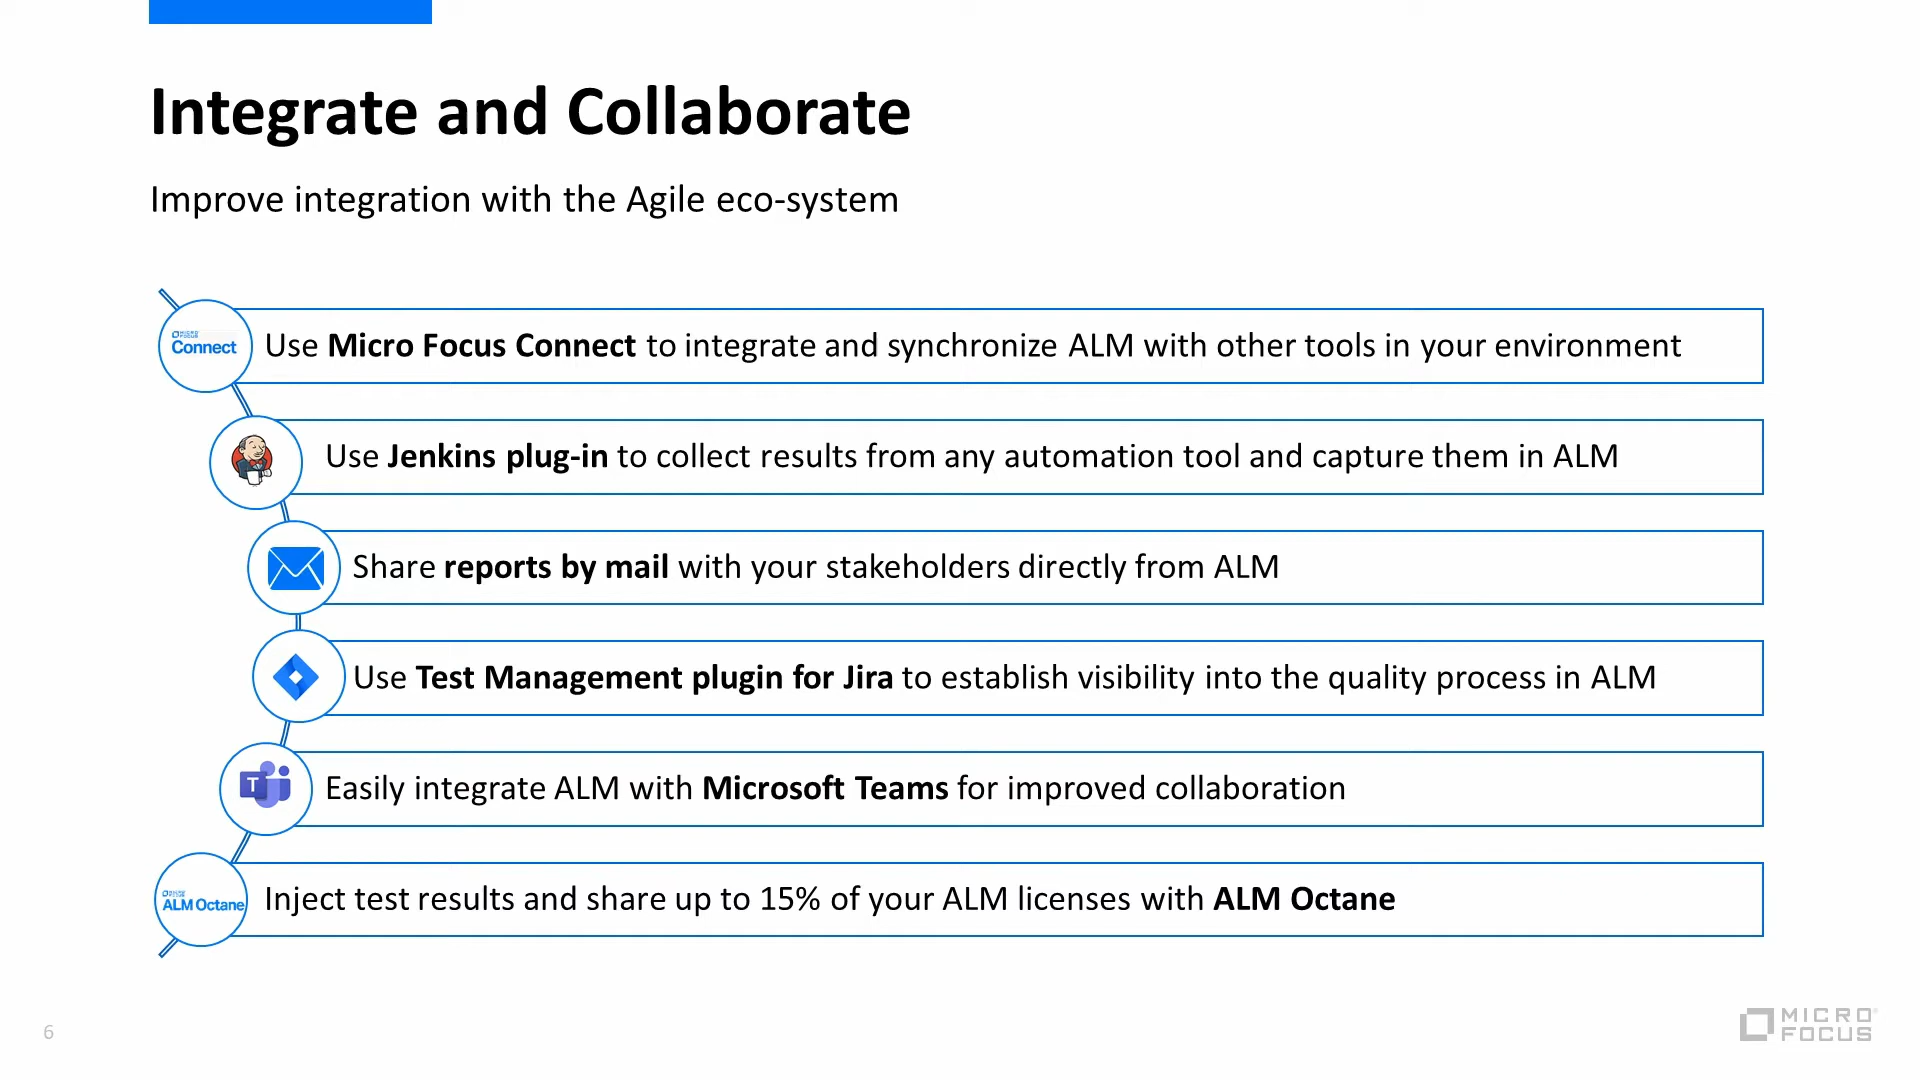 Integrate and Collaborate
Improve integration with the Agile eco-system
MICRO
FOCUS
Connect
Use Micro Focus Connect to integrate and synchronize ALM with other tools in your environment
Use Jenkins plug-in to collect results from any automation tool and capture them in ALM
Share reports by mail with your stakeholders directly from ALM
Use Test Management plugin for Jira to establish visibility into the quality process in ALM
T
Easily integrate ALM with Microsoft Teams for improved collaboration
ALM Octane
Inject test results and share up to 15% of your ALM licenses with ALM Octane
6
MICRO
FOCUS